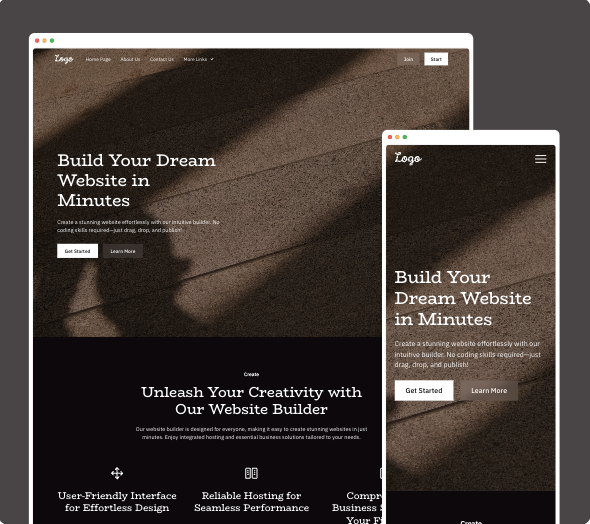 Logo Home Page About Us Contact Us More Links Join Start
Build Your Dream
Website in
Minutes
Create a stunning website effortlessly with our intuitive builder. No
coding skills required—just drag, drop, and publish!
Get Started Learn More
Create
Unleash Your Creativity with
Our Website Builder
Our website builder is designed for everyone, making it easy to create stunning websites in just
minutes. Enjoy integrated hosting and essential business solutions tailored to your needs.
User-Friendly Interface
for Effortless Design
Reliable Hosting for
Seamless Performance
Logo
Build Your
Dream Website
in Minutes
Create a stunning website effortlessly with our
intuitive builder. No coding skills required—just
drag, drop, and publish!
Get Started Learn More
Create